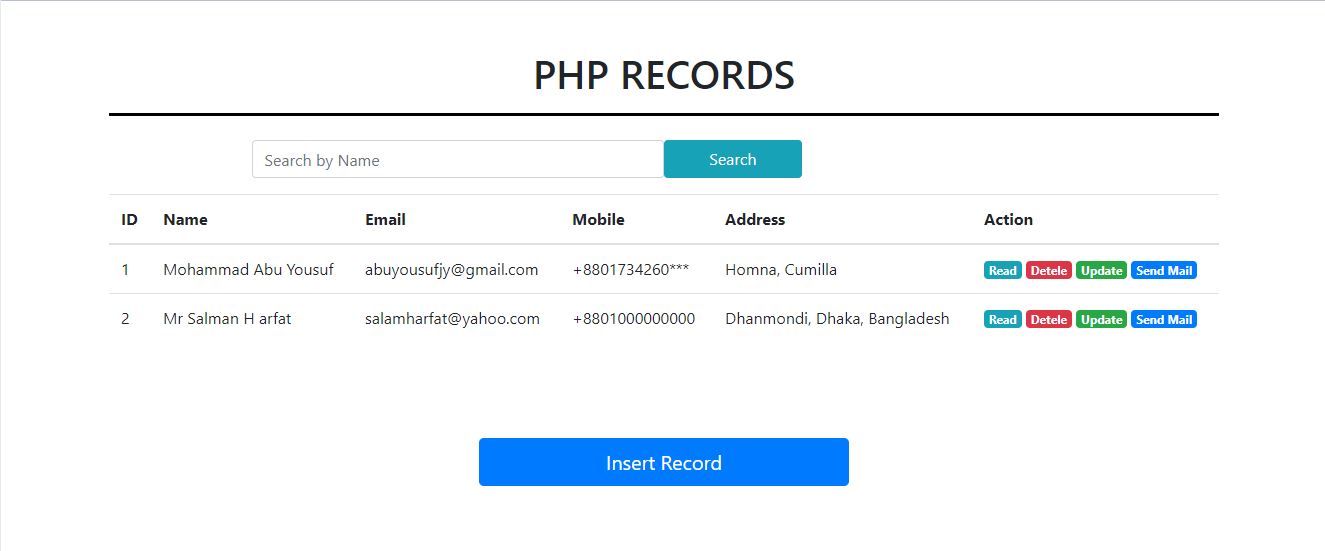 PHP RECORDS
Search by Name Search
ID Name Email Mobile Address Action
1 Mohammad Abu Yousuf abuyousufjy@gmail.com +8801734260*** Homna, Cumilla Read Detele Update Send Mail
2 Mr Salman H arfat salamharfat@yahoo.com +8801000000000 Dhanmondi, Dhaka, Bangladesh Read Detele Update Send Mail
Insert Record